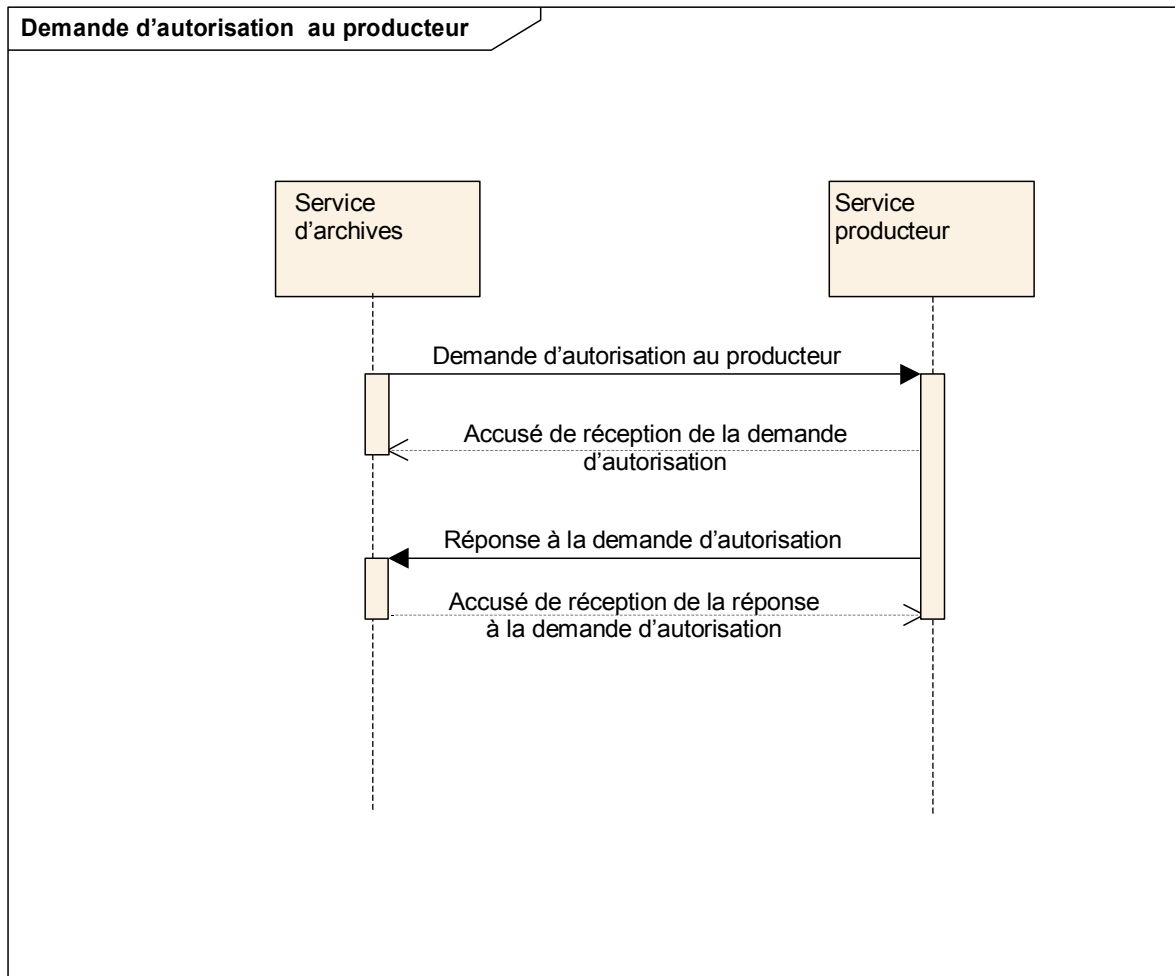 Demande d’autorisation  au producteur
Service
d’archives
Service
producteur
Demande d’autorisation au producteur
Accusé de réception de la demande
d’autorisation
Réponse à la demande d’autorisation
Accusé de réception de la réponse
à la demande d’autorisation